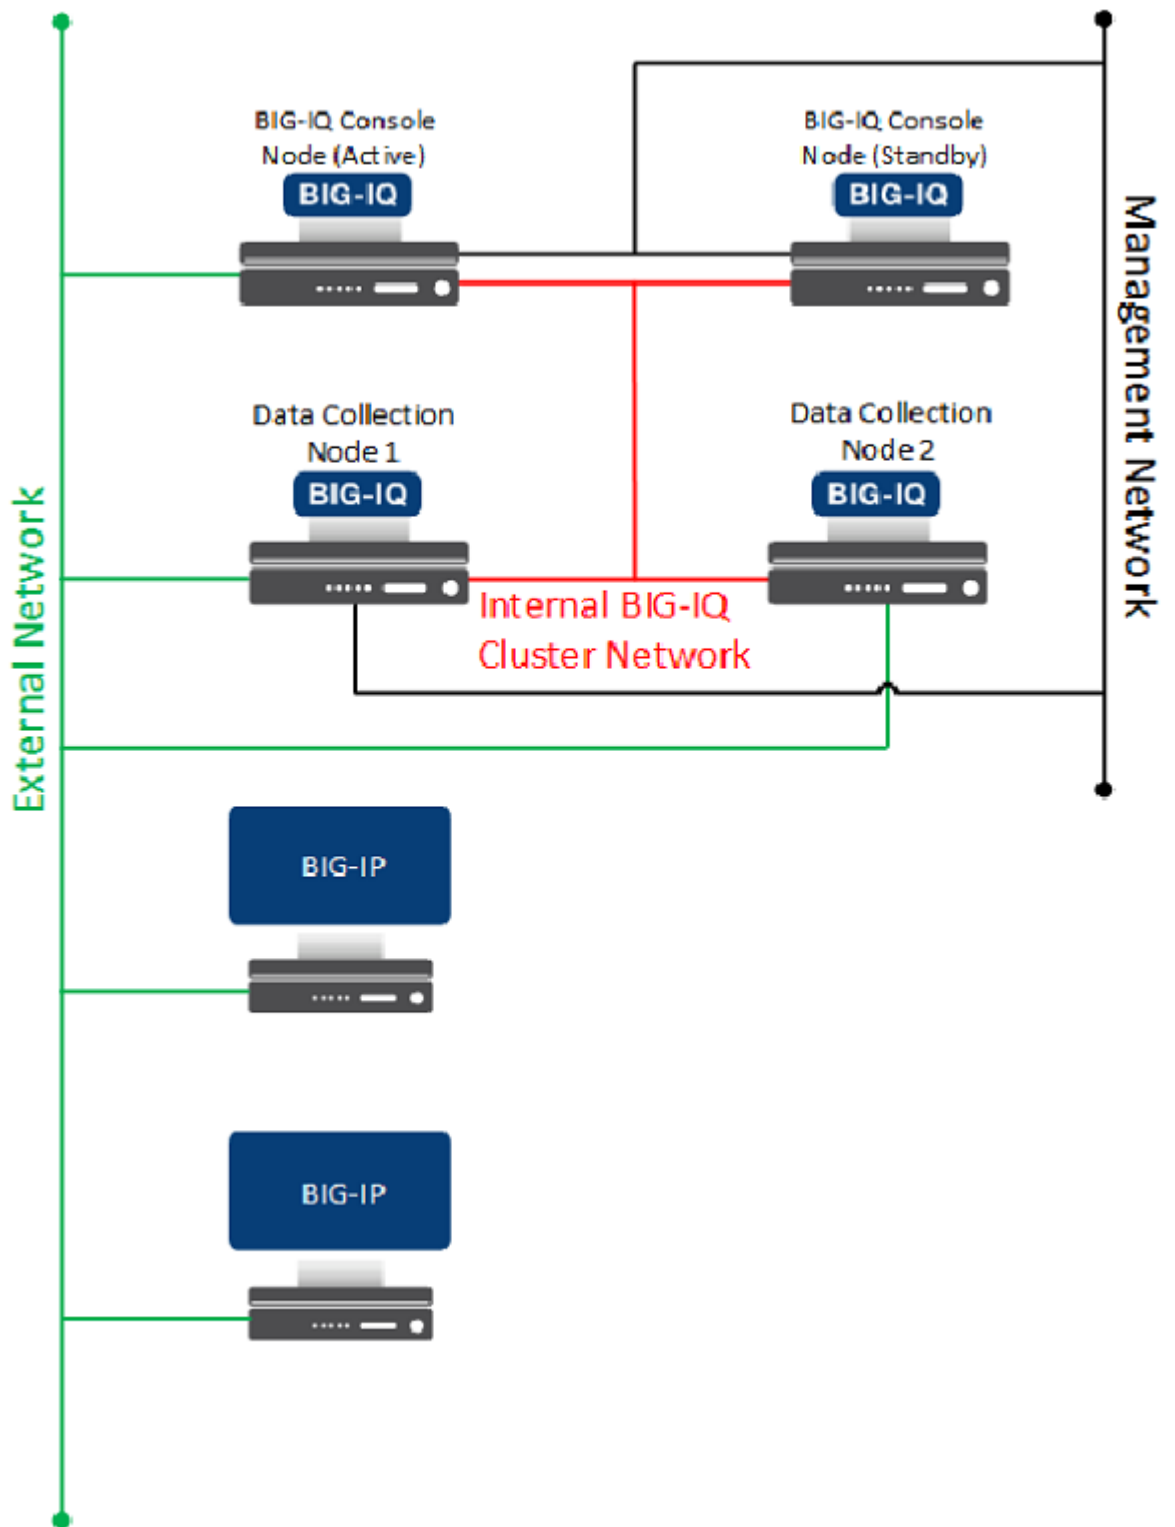 BIG-IQ Console
Node (Active)
BIG-IQ
BIG-IQ Console
Node (Standby)
BIG-IQ
Management Network
Data Collection
Node 1
BIG-IQ
Data Collection
Node 2
BIG-IQ
External Network
Internal BIG-IQ
Cluster Network
BIG-IP
BIG-IP